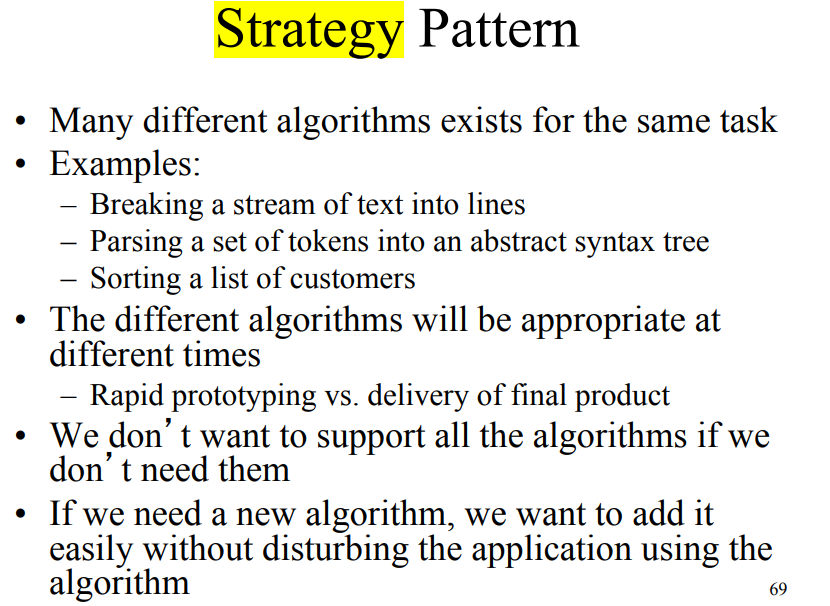 Strategy Pattern
• Many different algorithms exists for the same task
• Examples:
– Breaking a stream of text into lines
– Parsing a set of tokens into an abstract syntax tree
– Sorting a list of customers
• The different algorithms will be appropriate at
different times
– Rapid prototyping vs. delivery of final product
• We don’t want to support all the algorithms if we
don’t need them
• If we need a new algorithm, we want to add it
easily without disturbing the application using the
algorithm
69